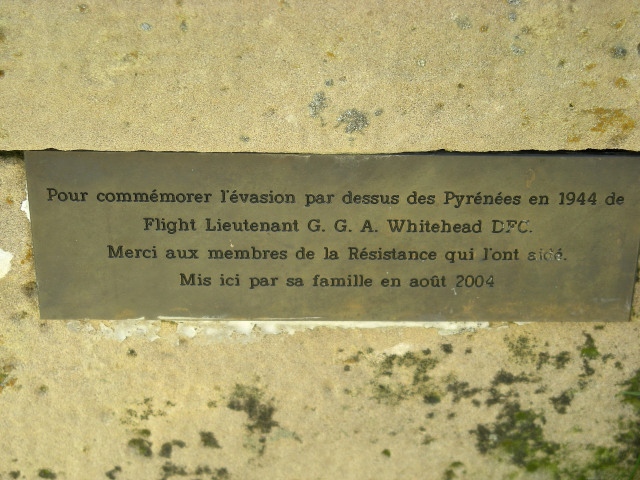 Pour commémorer l'évasion par dessus des Pyrénées en 1944 de
Flight Lieutenant G. G. A. Whitehead DFC.
Merci aux membres de la Résistance qui l'ont aidé.
Mis ici par sa famille en août 2004